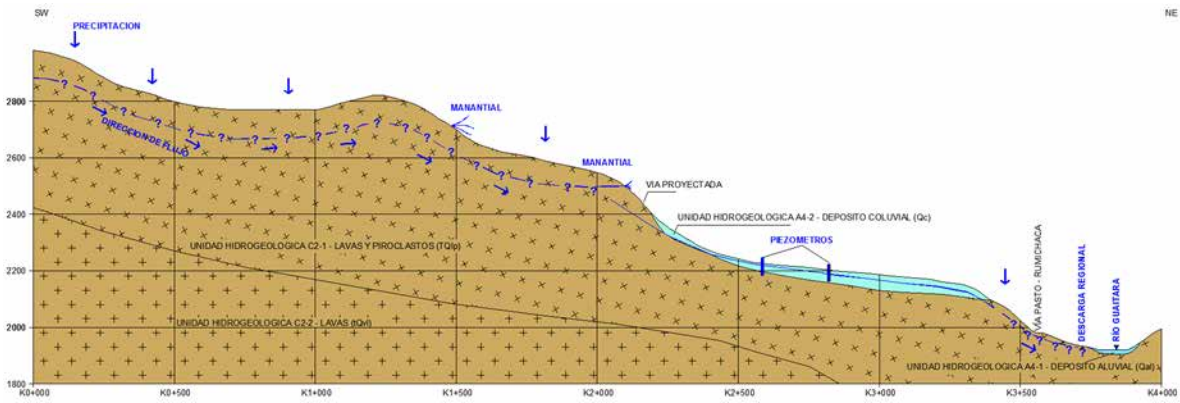 SW
NE
PRECIPITACION
MANANTIAL
DIRECCION DE FLUJO
MANANTIAL
VIA PROYECTADA
UNIDAD HIDROGEOLOGICA A4-2 - DEPOSITO COLUVIAL (Qc)
PIEZOMETROS
UNIDAD HIDROGEOLOGICA C2-1 - LAVAS Y PIROCLASTOS (TQlp)
UNIDAD HIDROGEOLOGICA C2-2 - LAVAS (tQvl)
VIA PASTO - RUMICHACA
DESCARGA REGIONAL
RÍO GUAITARA
UNIDAD HIDROGEOLOGICA A4-1 - DEPOSITO ALUVIAL (Qal)
2800
2600
2400
2200
2000
1800
K0+000
K0+500
K1+000
K1+500
K2+000
K2+500
K3+000
K3+500
K4+000
? ? ? ? ? ? ? ? ? ? ? ? ? ? ? ? ? ? ? ? ? ?